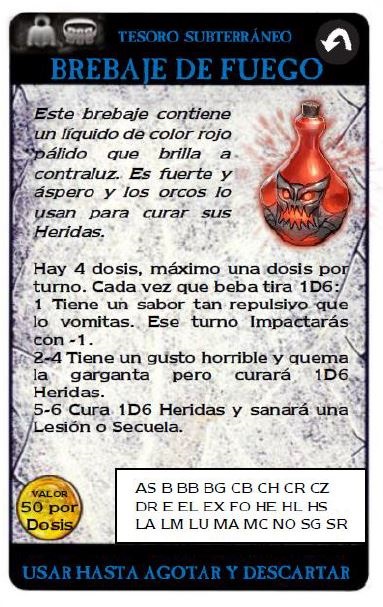 TESORO SUBTERRÁNEO
BREBAJE DE FUEGO
Este brebaje contiene
un líquido de color rojo
pálido que brilla a
contraluz. Es fuerte y
áspero y los orcos lo
usan para curar sus
Heridas.
Hay 4 dosis, máximo una dosis por
turno. Cada vez que beba tira 1D6:
1 Tiene un sabor tan repulsivo que
lo vomitas. Ese turno Impactarás
con -1.
2-4 Tiene un gusto horrible y quema
la garganta pero curará 1D6
Heridas.
5-6 Cura 1D6 Heridas y sanará una
Lesión o Secuela.
VALOR
50 por
Dosis
AS B BB BG CB CH CR CZ
DR E EL EX FO HE HL HS
LA LM LU MA MC NO SG SR
USAR HASTA AGOTAR Y DESCARTAR